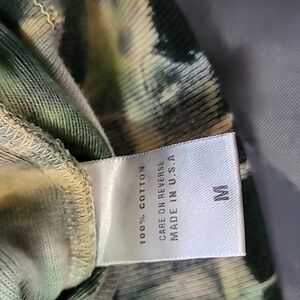 100% COTTON
CARE ON REVERSE
MADE IN U.S.A
M